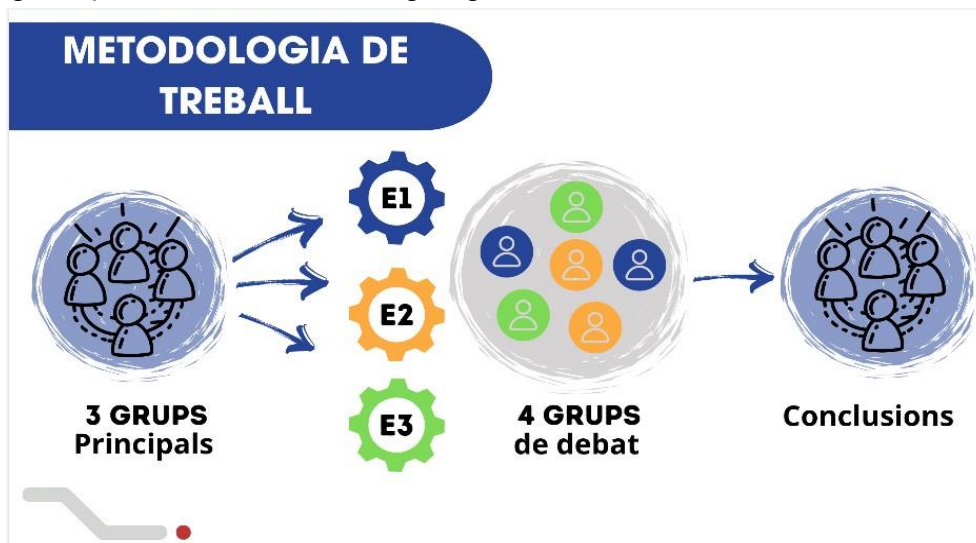 METODOLOGIA DE
TREBALL
E1
E2
E3
3 GRUPS
Principals
4 GRUPS
de debat
Conclusions